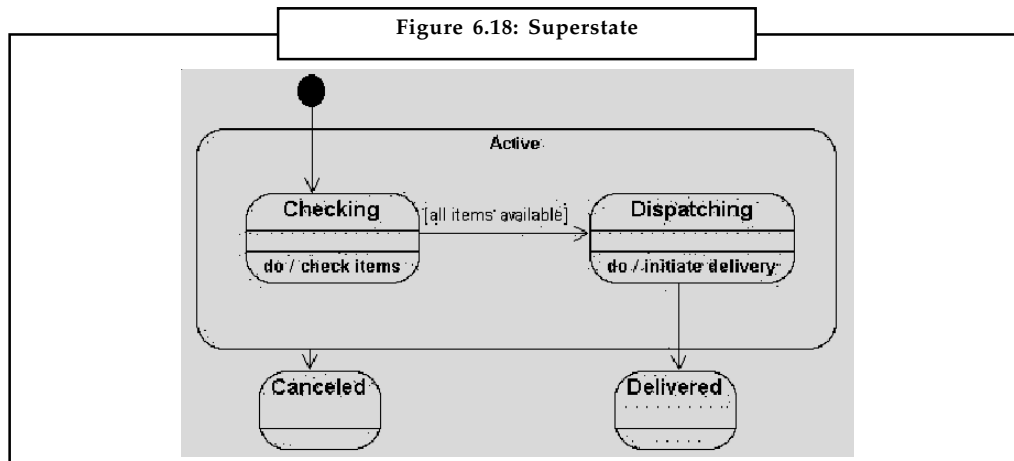 Figure 6.18: Superstate
Active
Checking
[all items available]
Dispatching
do / check items
do / initiate delivery
Canceled
Delivered